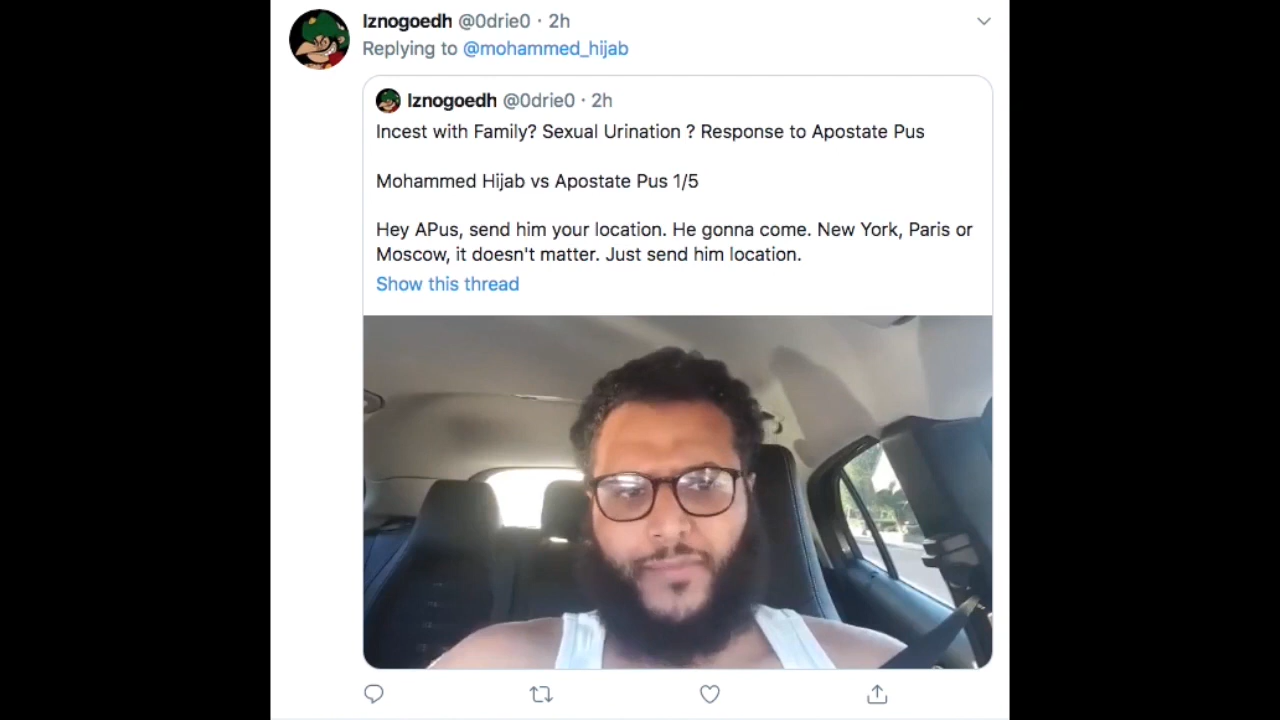 Iznogoedh @0drie0 · 2h
Replying to @mohammed_hijab
Iznogoedh @0drie0 · 2h
Incest with Family? Sexual Urination ? Response to Apostate Pus
Mohammed Hijab vs Apostate Pus 1/5
Hey APus, send him your location. He gonna come. New York, Paris or
Moscow, it doesn't matter. Just send him location.
Show this thread